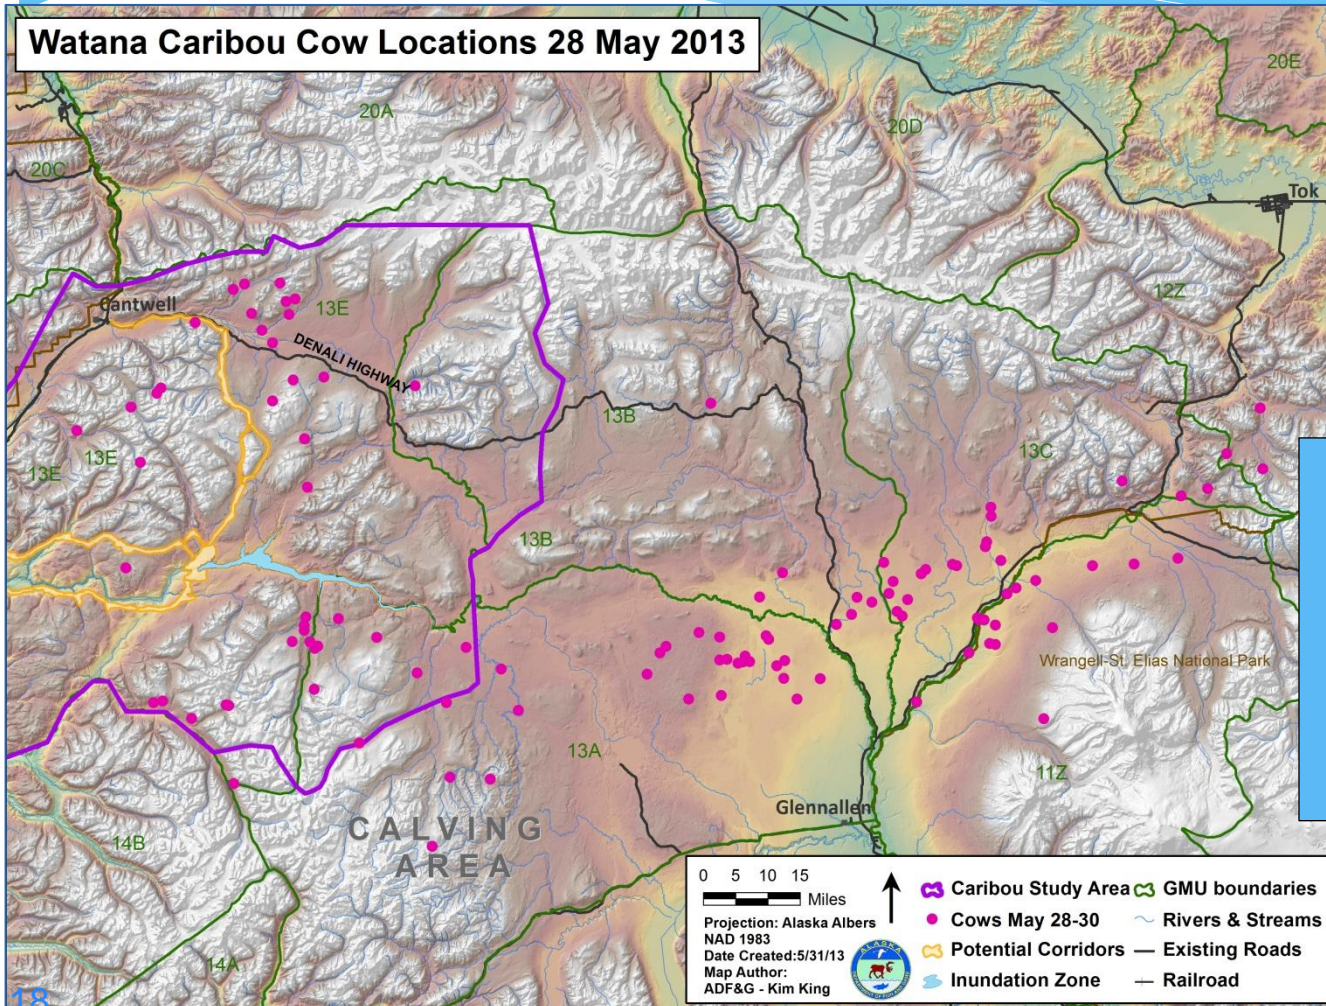 Watana Caribou Cow Locations 28 May 2013
20E
20A
20D
20C
Tok
12Z
Cantwell
13E
DENALI HIGHWAY
13B
13C
13E
13E
13B
Wrangell-St. Elias National Park
13A
11Z
Glennallen
CALVING
AREA
14B
14A
0 5 10 15
Miles
Projection: Alaska Albers
NAD 1983
Date Created:5/31/13
Map Author:
ADF&G - Kim King
ALASKA
Caribou Study Area
Cows May 28-30
Potential Corridors
Inundation Zone
GMU boundaries
Rivers & Streams
Existing Roads
Railroad
18